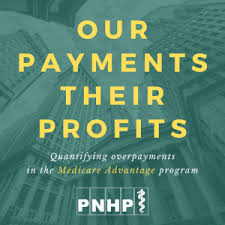 OUR
PAYMENTS
THEIR
PROFITS
Quantifying overpayments
in the Medicare Advantage program
PNHP